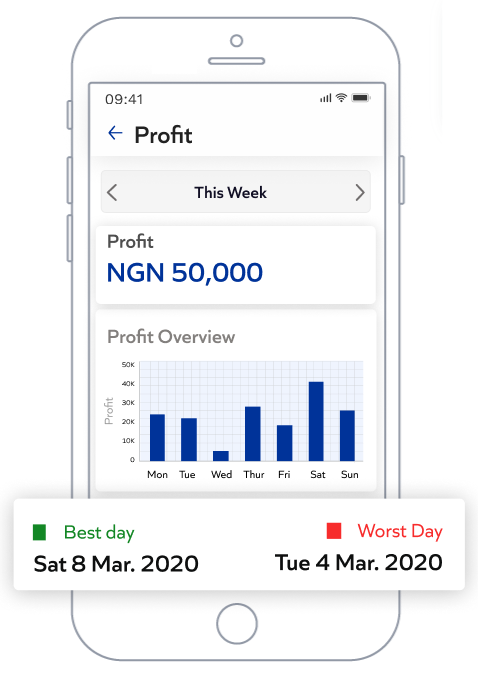 09:41
Profit
This Week
Profit
NGN 50,000
Profit Overview
50K
40K
30K
20K
10K
0
Profit
Mon Tue Wed Thur Fri Sat Sun
Best day
Worst Day
Sat 8 Mar. 2020
Tue 4 Mar. 2020